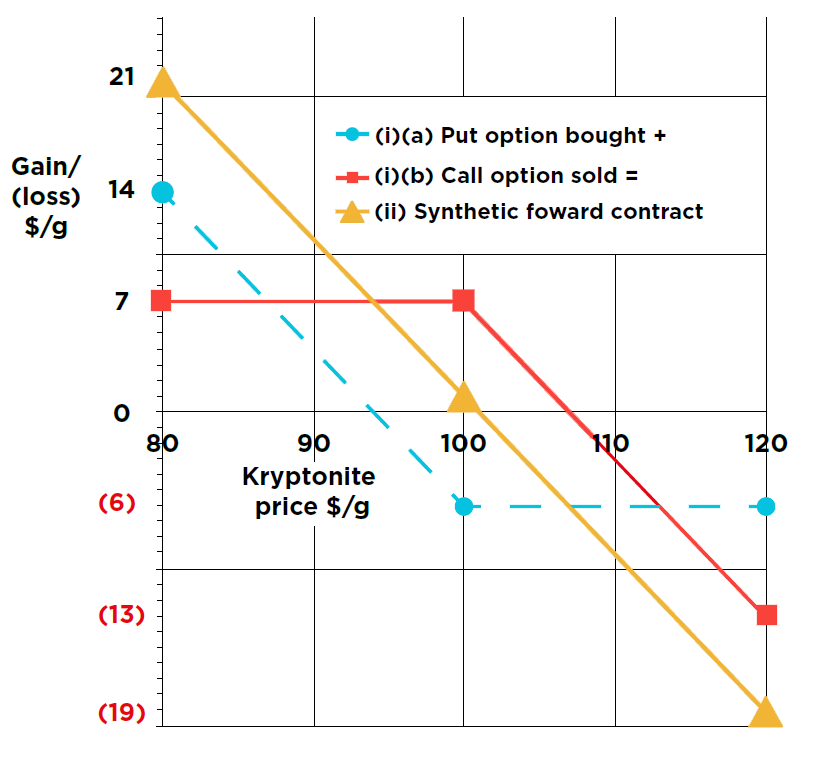 21
(i)(a) Put option bought +
Gain/
(loss)
$/g
(i)(b) Call option sold =
14
(ii) Synthetic foward contract
7
0
80
90
100
110
120
Kryptonite
price $/g
(6)
(13)
(19)